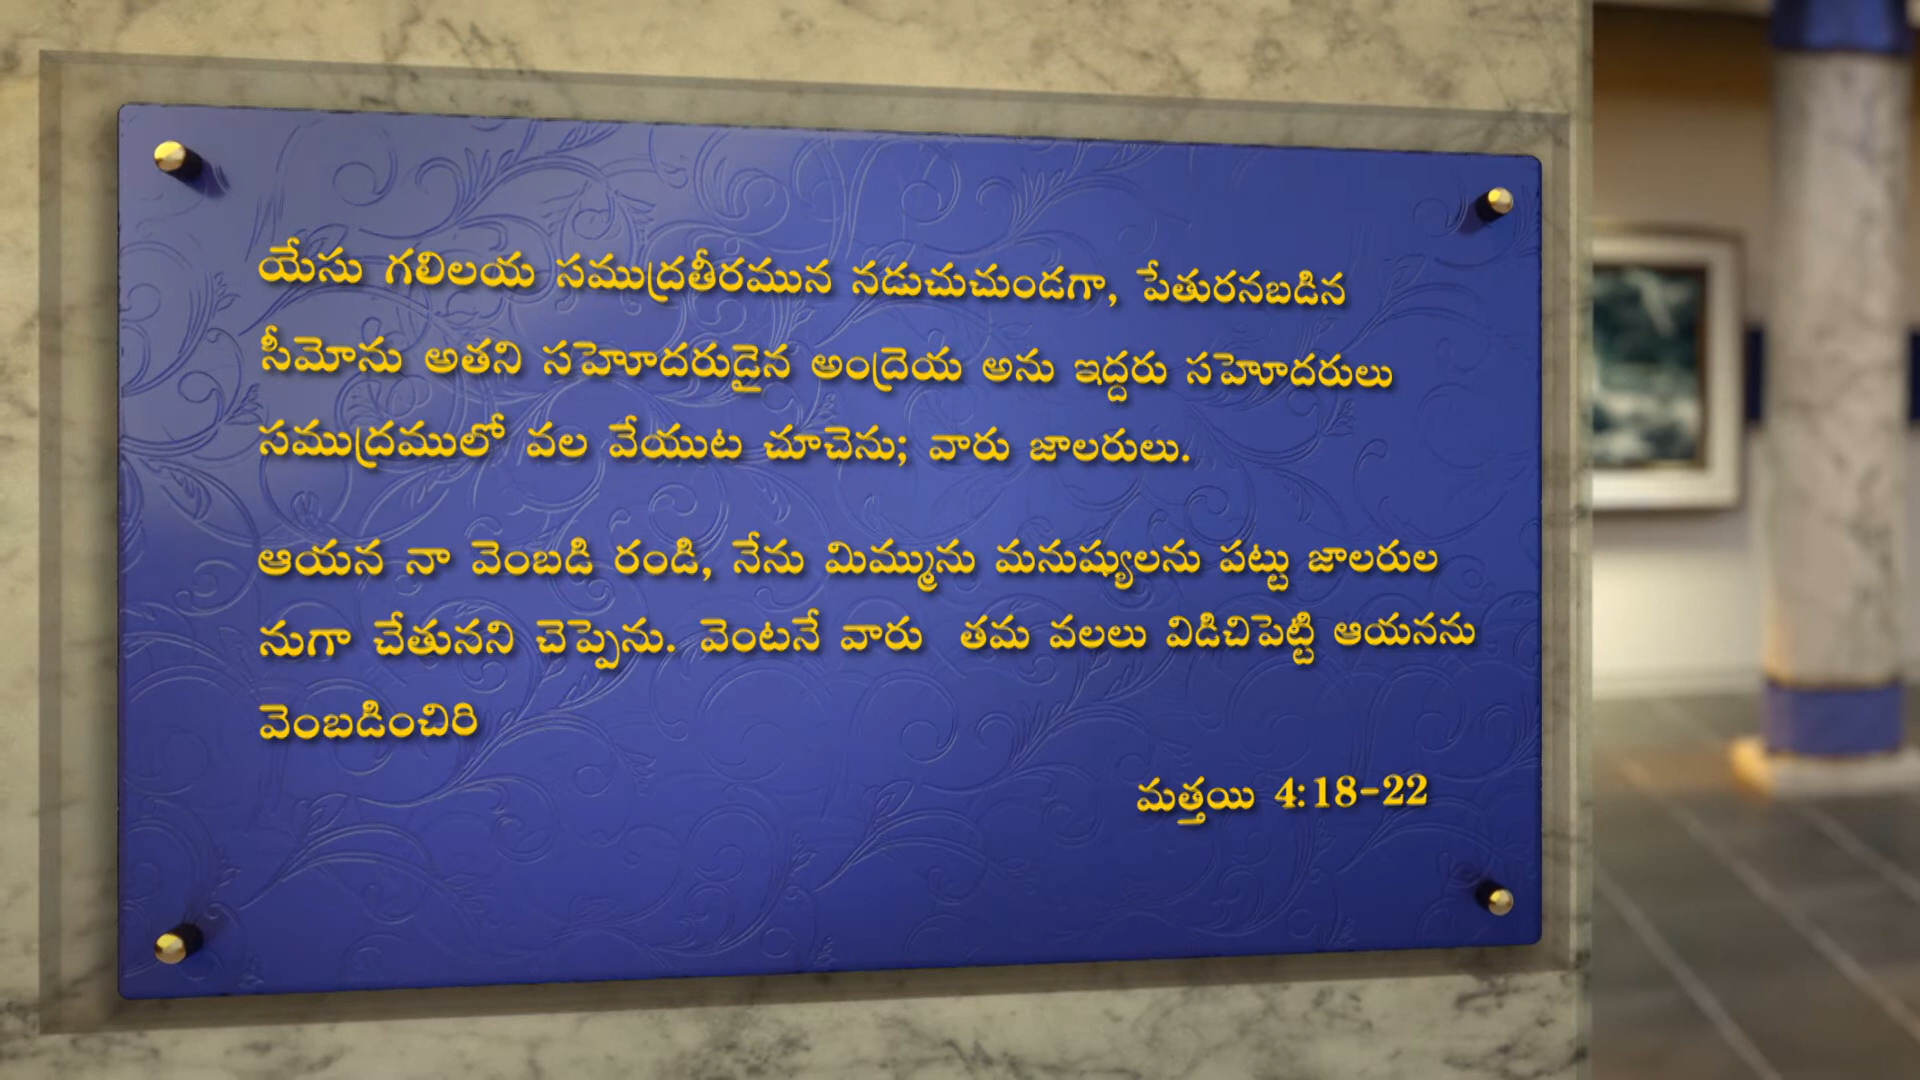 యేసు గలిలయ సముద్రతీరమున నడుచుచుండగా, పేతురనబడిన
సీమోను అతని సహోదరుడైన అంద్రెయ అను ఇద్దరు సహోదరులు
సముద్రములో వల వేయుట చూచెను; వారు జాలరులు.
ఆయన నా వెంబడి రండి, నేను మిమ్మును మనుష్యులను పట్టు జాలరుల
నుగా చేతునని చెప్పెను. వెంటనే వారు తమ వలలు విడిచిపెట్టి ఆయనను
వెంబడించిరి
మత్తయి 4:18-22